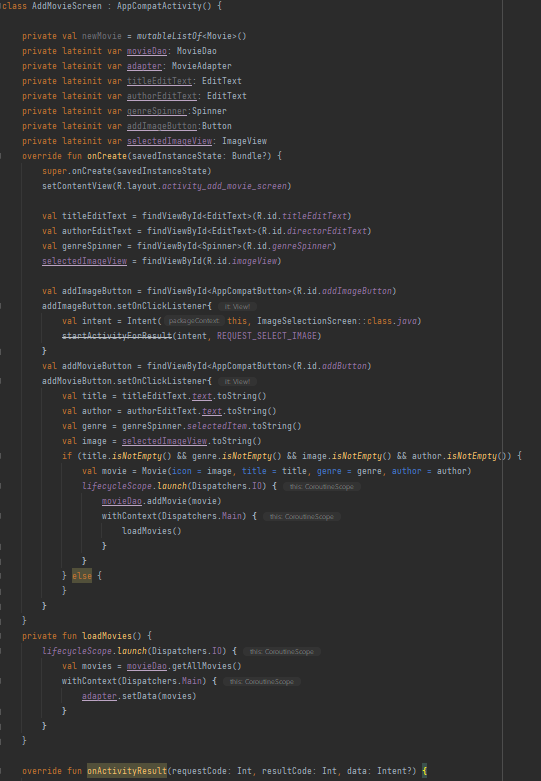 class AddMovieScreen : AppCompatActivity() {
private val newMovie = mutableListOf<Movie>()
private lateinit var movieDao: MovieDao
private lateinit var adapter: MovieAdapter
private lateinit var titleEditText: EditText
private lateinit var authorEditText: EditText
private lateinit var genreSpinner:Spinner
private lateinit var addImageButton:Button
private lateinit var selectedImageView: ImageView
override fun onCreate(savedInstanceState: Bundle?) {
super.onCreate(savedInstanceState)
setContentView(R.layout.activity_add_movie_screen)
val titleEditText = findViewById<EditText>(R.id.titleEditText)
val authorEditText = findViewById<EditText>(R.id.directorEditText)
val genreSpinner = findViewById<Spinner>(R.id.genreSpinner)
selectedImageView = findViewById(R.id.imageView)
val addImageButton = findViewById<AppCompatButton>(R.id.addImageButton)
addImageButton.setOnClickListener{ it: View!
val intent = Intent( packageContext: this, ImageSelectionScreen::class.java)
startActivityForResult(intent, REQUEST_SELECT_IMAGE)
}
val addMovieButton = findViewById<AppCompatButton>(R.id.addButton)
addMovieButton.setOnClickListener{ it: View!
val title = titleEditText.text.toString()
val author = authorEditText.text.toString()
val genre = genreSpinner.selectedItem.toString()
val image = selectedImageView.toString()
if (title.isNotEmpty() && genre.isNotEmpty() && image.isNotEmpty() && author.isNotEmpty()) {
val movie = Movie(icon = image, title = title, genre = genre, author = author)
lifecycleScope.launch(Dispatchers.IO) { this: CoroutineScope
movieDao.addMovie(movie)
withContext(Dispatchers.Main) { this: CoroutineScope
loadMovies()
}
}
} else {
}
}
}
private fun loadMovies() {
lifecycleScope.launch(Dispatchers.IO) { this: CoroutineScope
val movies = movieDao.getAllMovies()
withContext(Dispatchers.Main) { this: CoroutineScope
adapter.setData(movies)
}
}
}
override fun onActivityResult(requestCode: Int, resultCode: Int, data: Intent?) {